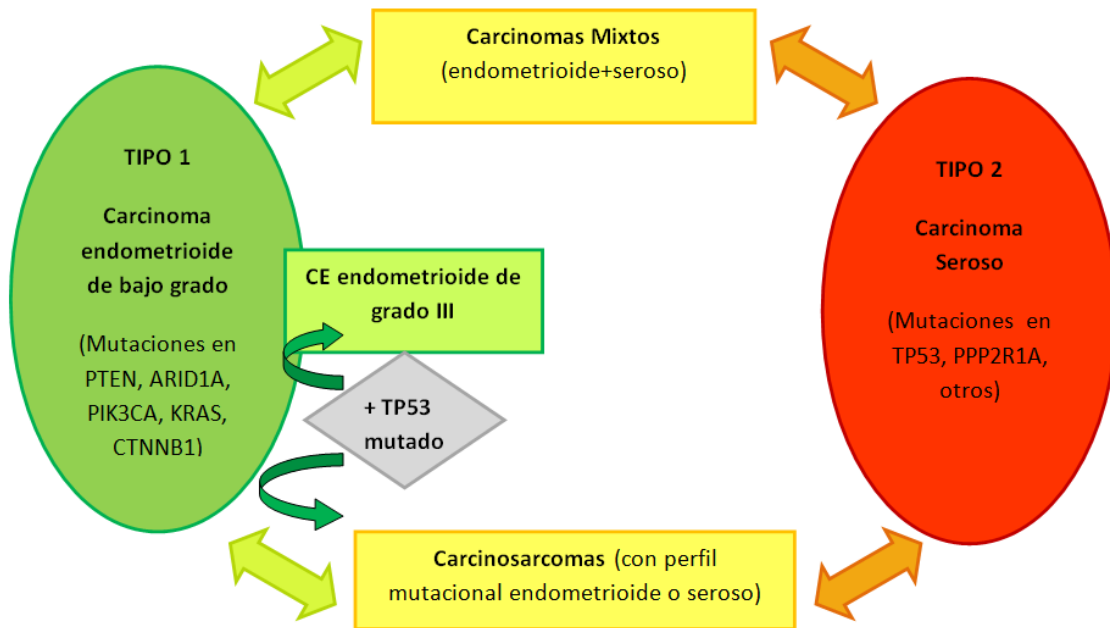 Carcinomas Mixtos
(endometrioide+seroso)
TIPO 1
Carcinoma
endometrioide
de bajo grado
(Mutaciones en
PTEN, ARID1A,
PIK3CA, KRAS,
CTNNB1)
CE endometrioide de
grado III
+ TP53
mutado
TIPO 2
Carcinoma
Seroso
(Mutaciones en
TP53, PPP2R1A,
otros)
Carcinosarcomas (con perfil
mutacional endometrioide o seroso)